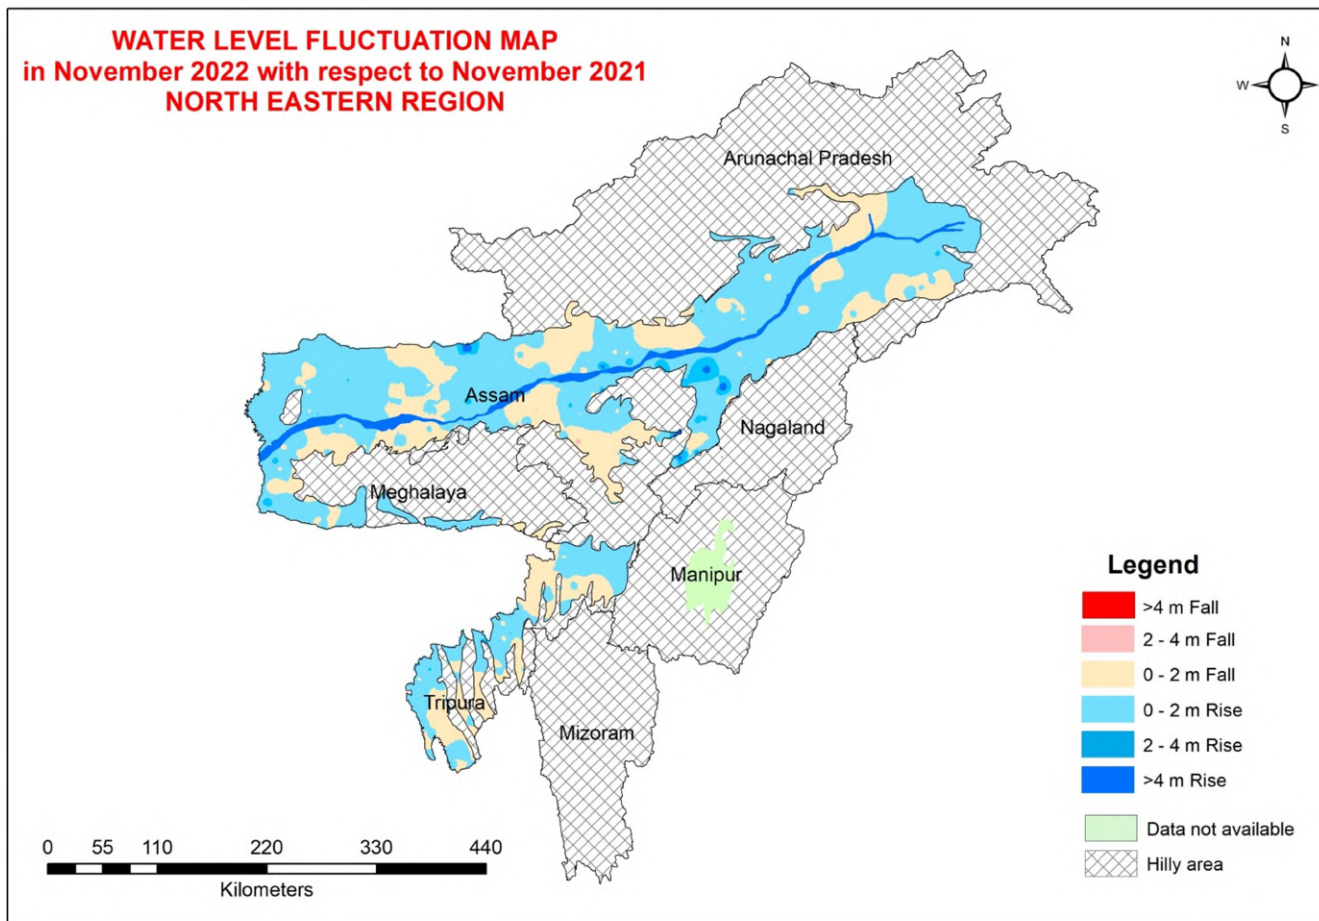 WATER LEVEL FLUCTUATION MAP
in November 2022 with respect to November 2021
NORTH EASTERN REGION
N
W
S
Arunachal Pradesh
Assam
Nagaland
Meghalaya
Manipur
Tripura
Mizoram
Legend
>4 m Fall
2 - 4 m Fall
0 - 2 m Fall
0 - 2 m Rise
2 - 4 m Rise
>4 m Rise
Data not available
Hilly area
0 55 110 220 330 440
Kilometers